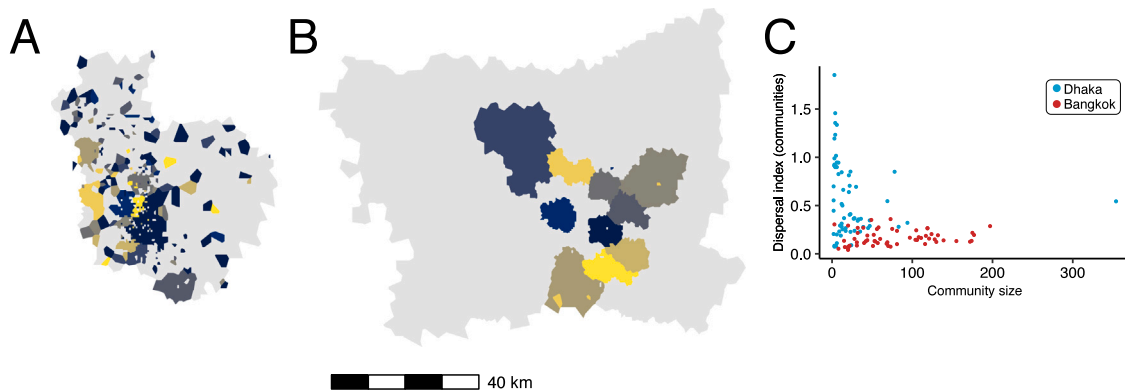 A
B
C
Dispersal index (communities)
1.5
1.0
0.5
0.0
0
100
200
300
Community size
Dhaka
Bangkok
40 km